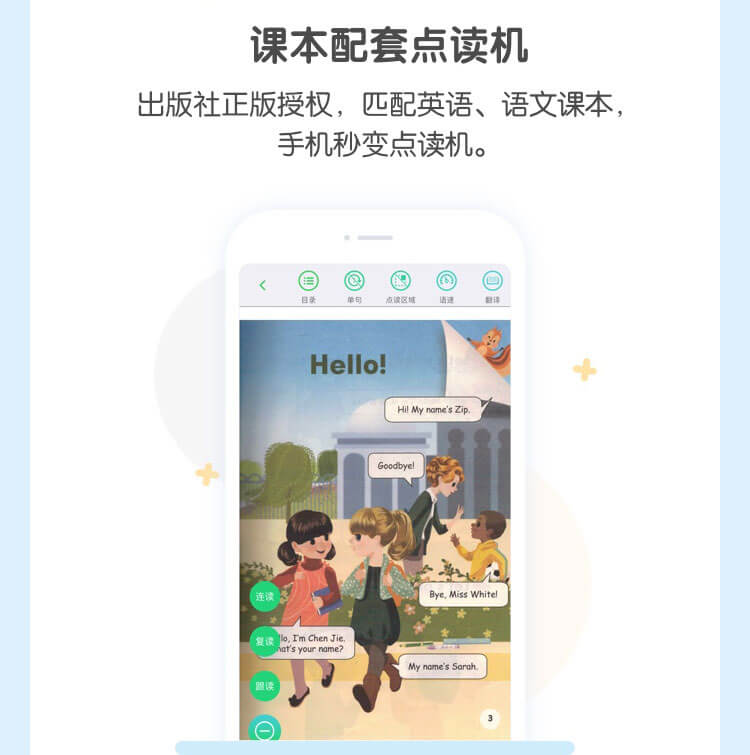 课本配套点读机
出版社正版授权，匹配英语、语文课本，
手机秒变点读机。
目录 单句 点读区域 语速 翻译
Hello!
Hi! My name's Zip.
Goodbye!
Bye, Miss White!
连读
复读
llo, I'm Chen Jie.
hat's your name?
My name's Sarah.
跟读
3